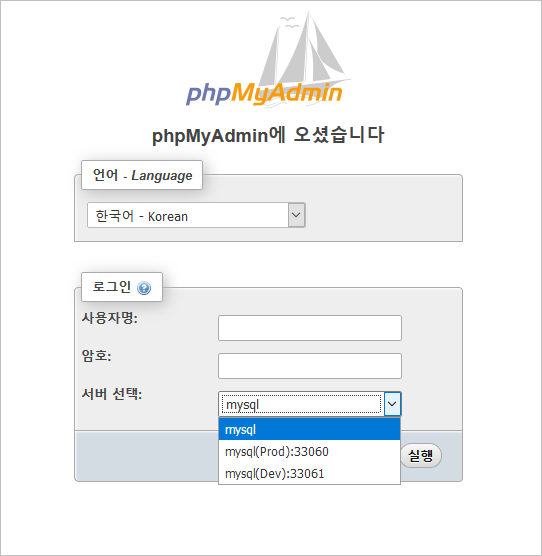 phpMyAdmin
phpMyAdmin에 오셨습니다
언어 - Language
한국어 - Korean
로그인 ?
사용자명:
암호:
서버 선택:
mysql
mysql
mysql(Prod):33060
mysql(Dev):33061
실행